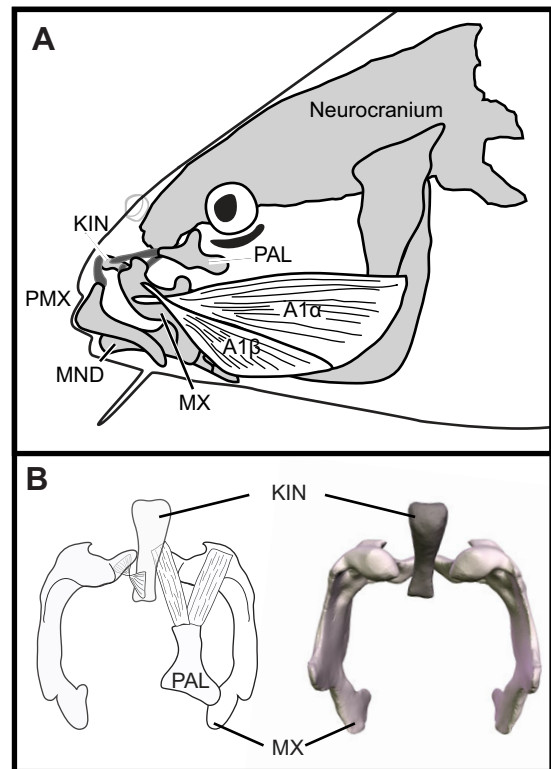 A
Neurocranium
KIN
PAL
PMX
A1α
A1β
MND
MX
B
KIN
PAL
MX